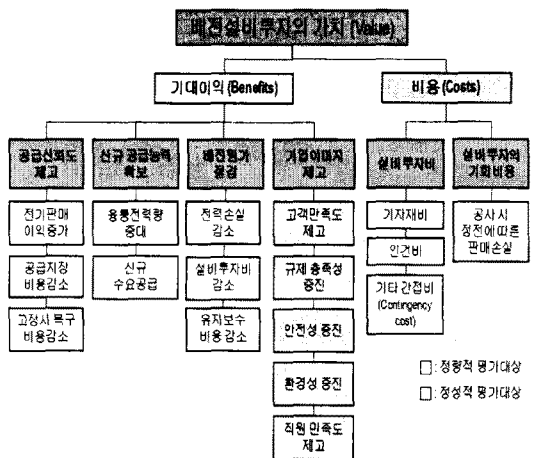 배전설비투자의 가치 (Value)
기대이익 (Benefits)
비용 (Costs)
공급신뢰도
제고
전기판매
이익증가
공급지장
비용감소
고장시 복구
비용감소
신규 공급능력
확보
융통전력량
증대
신규
수요공급
배전원가
절감
전력손실
감소
설비투자비
감소
유지보수
비용 감소
기업이미지
제고
고객만족도
제고
규제 충족성
증진
안전성 증진
환경성 증진
직원 만족도
제고
설비투자비
기자재비
인건비
기타 간접비
(Contingency
cost)
설비투자의
기회비용
공사 시
정전에 따른
판매손실
: 정량적 평가대상
: 정성적 평가대상